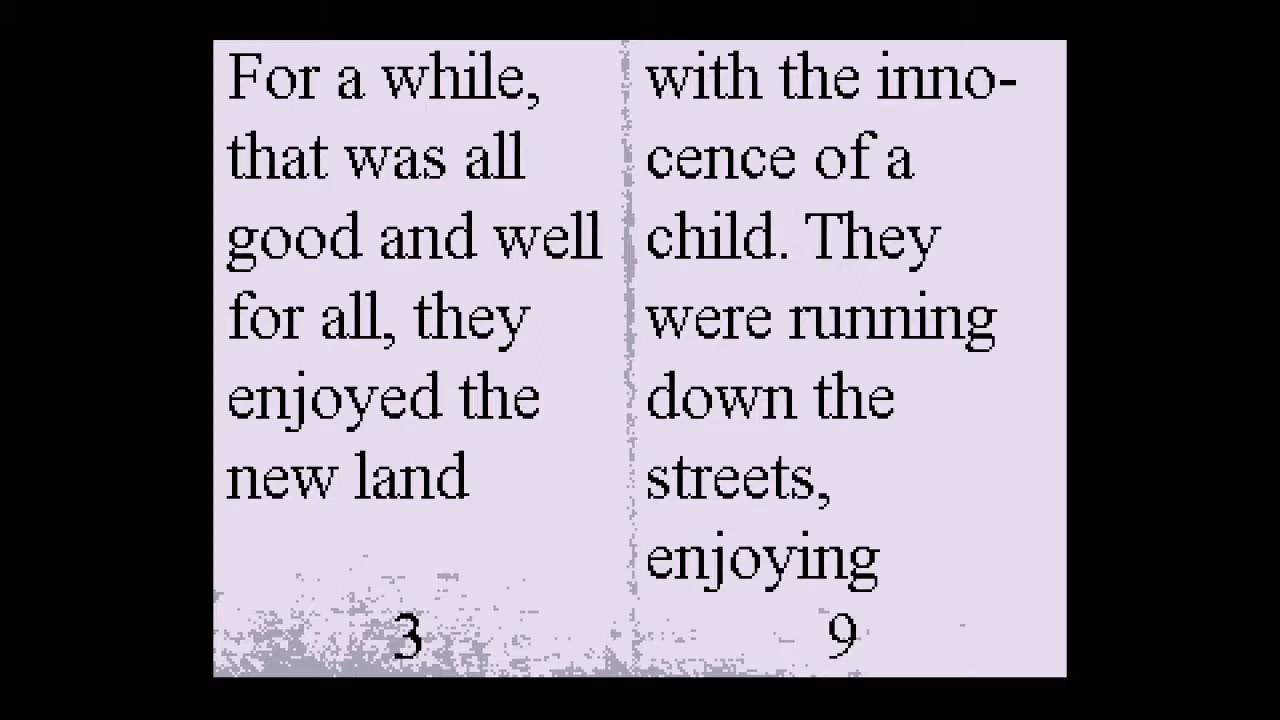 For a while,
that was all
good and well
for all, they
enjoyed the
new land
3
with the inno-
cence of a
child. They
were running
down the
streets,
enjoying
9